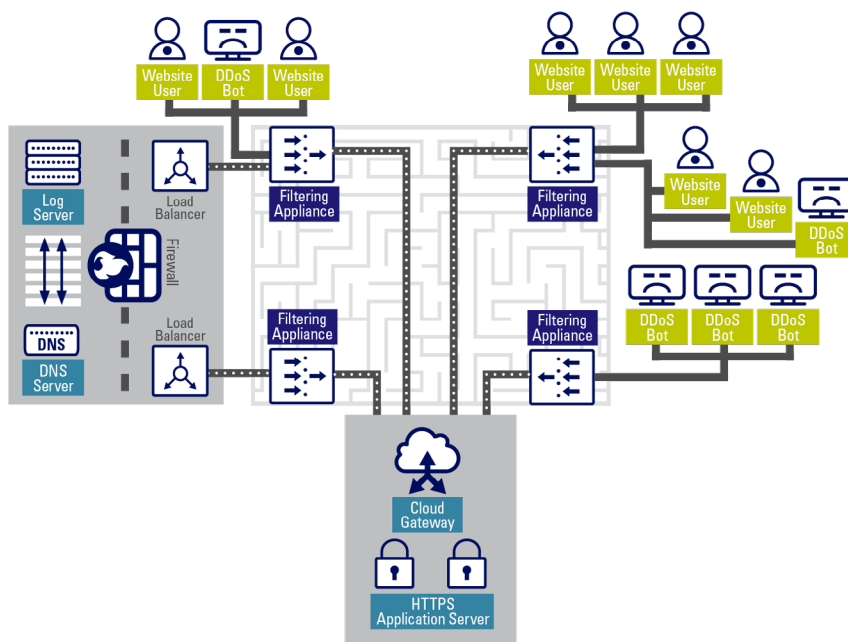 Website
User
DDoS
Bot
Website
User
Website
User
Website
User
Website
User
Log
Server
Load
Balancer
Filtering
Appliance
Filtering
Appliance
Website
User
Website
User
DDoS
Bot
Firewall
DNS
DNS
Server
Load
Balancer
Filtering
Appliance
Filtering
Appliance
DDoS
Bot
DDoS
Bot
DDoS
Bot
Cloud
Gateway
HTTPS
Application Server